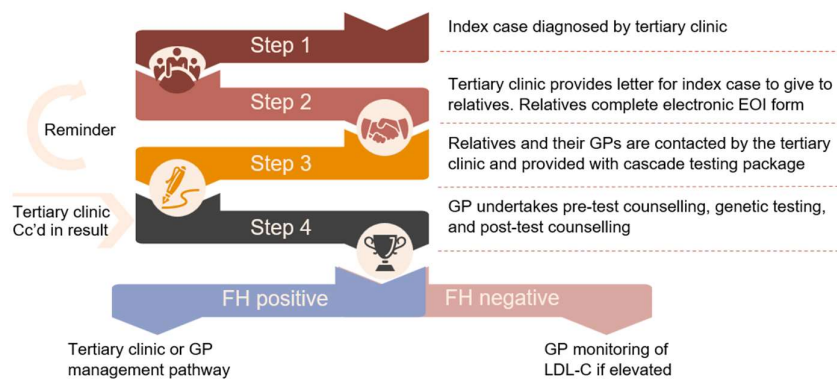 Step 1
Index case diagnosed by tertiary clinic
Step 2
Tertiary clinic provides letter for index case to give to
relatives. Relatives complete electronic EOI form
Reminder
Step 3
Relatives and their GPs are contacted by the tertiary
clinic and provided with cascade testing package
Tertiary clinic
Cc'd in result
Step 4
GP undertakes pre-test counselling, genetic testing,
and post-test counselling
FH positive
FH negative
Tertiary clinic or GP
management pathway
GP monitoring of
LDL-C if elevated